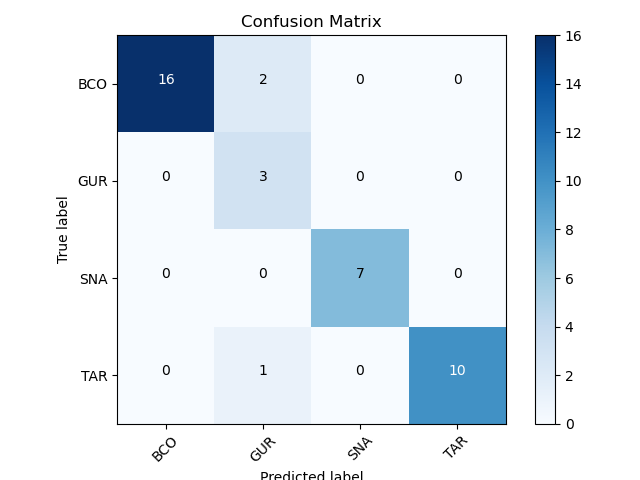 Confusion Matrix
BCO 16 2 0 0
GUR 0 3 0 0
SNA 0 0 7 0
TAR 0 1 0 10
BCO GUR SNA TAR
True label
Predicted label
16
14
12
10
8
6
4
2
0